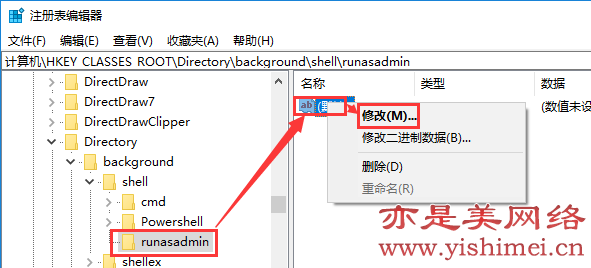 注册表编辑器
文件(F) 编辑(E) 查看(V) 收藏夹(A) 帮助(H)
计算机\HKEY_CLASSES_ROOT\Directory\background\shell\runasadmin
名称 类型 数据
DirectDraw
DirectDraw7
DirectDrawClipper
Directory
background
shell
cmd
Powershell
runasadmin
shellex
ab
(数值未设
修改(M)...
修改二进制数据(B)...
删除(D)
重命名(R)
亦是美网络
www.yishimei.cn